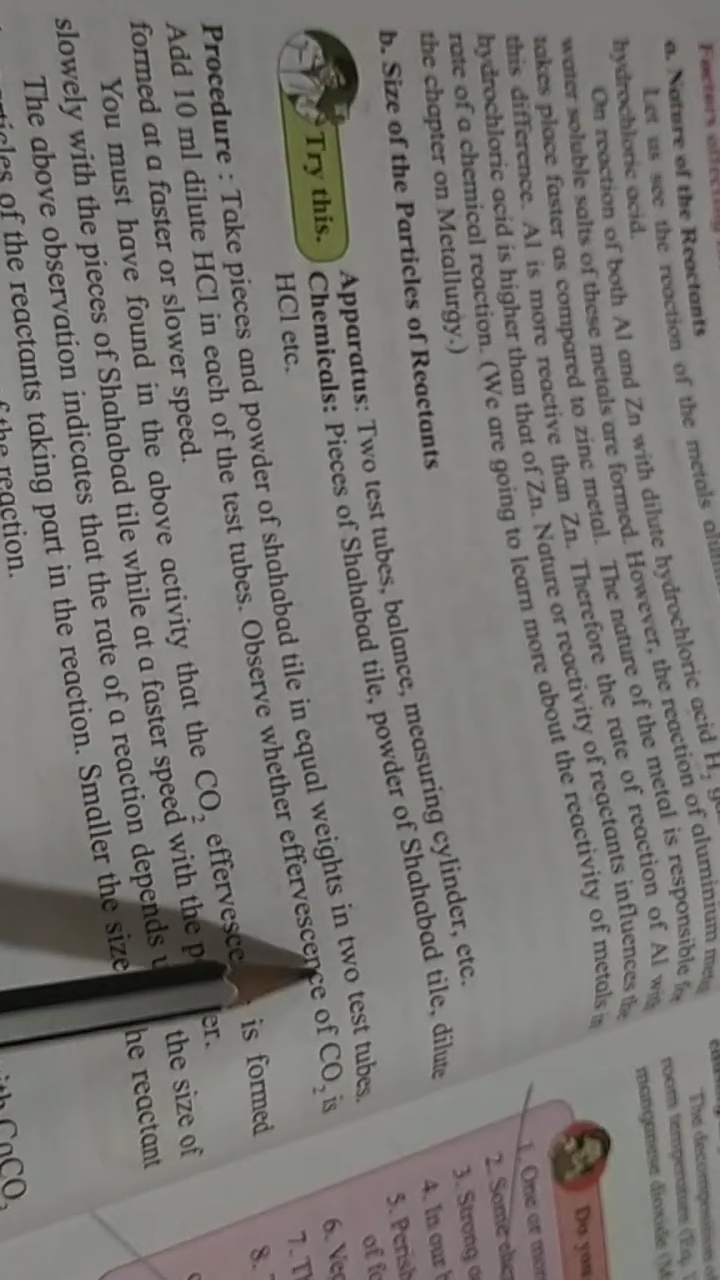 Factors
a. Nature of the Reactants
Let us see the reaction of the metals
hydrochloric acid.
On reaction of both Al and Zn with dilute hydrochloric acid H₂
water soluble salts of these metals are formed. However, the reaction of aluminium
takes place faster as compared to zinc metal. The nature of the metal is responsible
this difference. Al is more reactive than Zn. Therefore the rate of reaction of Al
hydrochloric acid is higher than that of Zn. Nature or reactivity of reactants influences the
rate of a chemical reaction. (We are going to learn more about the reactivity of metals in
the chapter on Metallurgy.)
b. Size of the Particles of Reactants
Try this.
Apparatus: Two test tubes, balance, measuring cylinder, etc.
Chemicals: Pieces of Shahabad tile, powder of Shahabad tile, dilute
HCl etc.
Procedure : Take pieces and powder of shahabad tile in equal weights in two test tubes.
Add 10 ml dilute HCl in each of the test tubes. Observe whether effervescence of CO₂ is
formed at a faster or slower speed.
You must have found in the above activity that the CO₂ effervesce is formed
slowely with the pieces of Shahabad tile while at a faster speed with the er.
The above observation indicates that the rate of a reaction depends the size of
the reactants taking part in the reaction. Smaller the size he reactant
of the reaction.
CaCO₃
The decomposition of
room temperature
manganese dioxide
Do you
1. One or more
2. Some
3. Strong
4. In our
5. Perish
of
6.
7.
8.